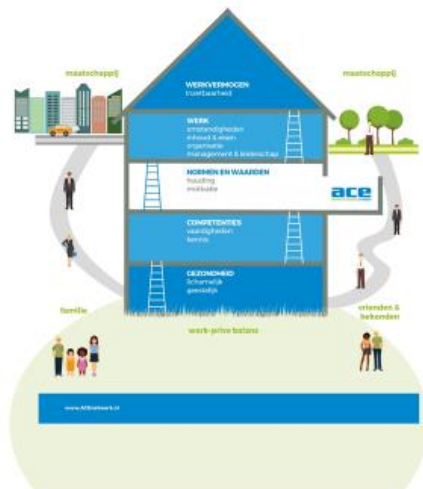 maatschappij
maatschappij
WERKVERMOGEN
inzetbaarheid
WERK
omstandigheden
inhoud & eisen
organisatie
management & leiderschap
NORMEN EN WAARDEN
houding
motivatie
ace
COMPETENTIES
vaardigheden
kennis
GEZONDHEID
lichamelijk
geestelijk
familie
vrienden &
bekenden
werk-privé balans